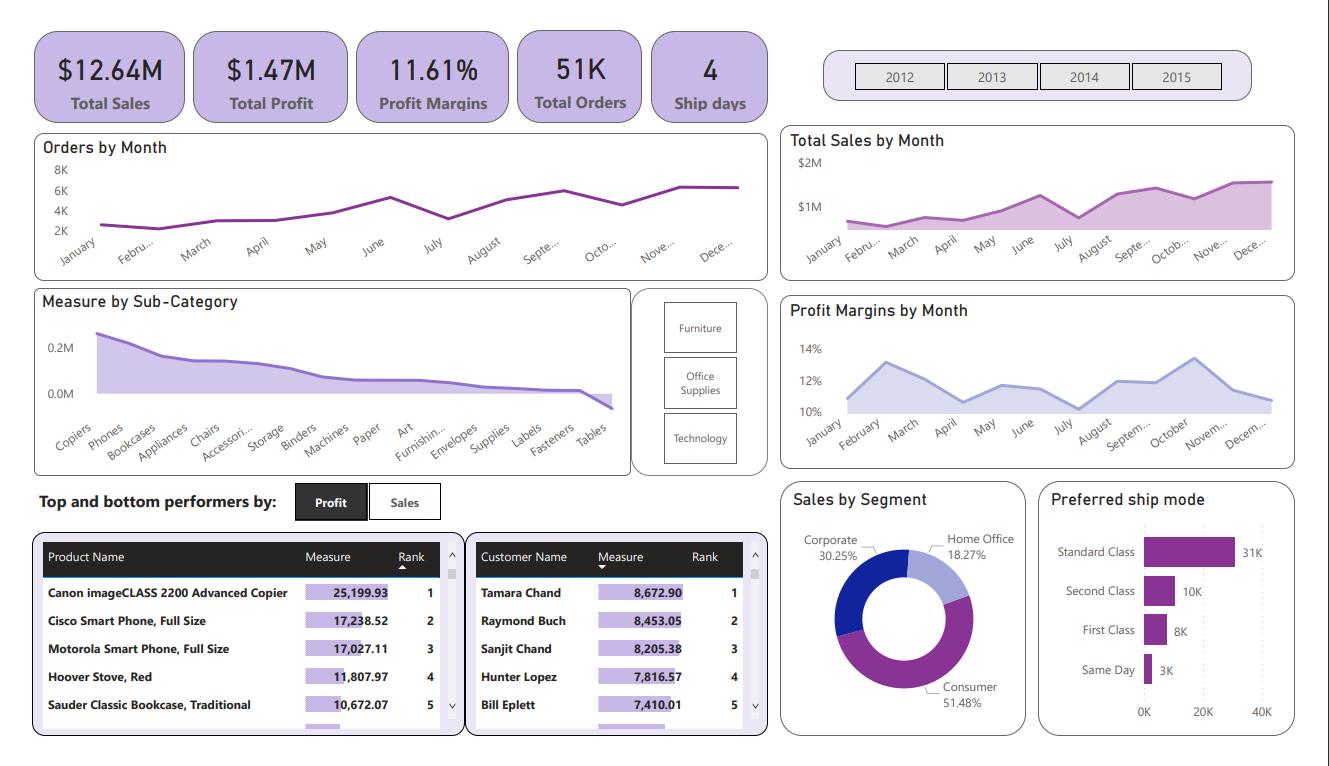 $12.64M
Total Sales
$1.47M
Total Profit
11.61%
Profit Margins
51K
Total Orders
4
Ship days
2012
2013
2014
2015
Orders by Month
8K
6K
4K
2K
January
Febru...
March
April
May
June
July
August
Septe...
Octo...
Nove...
Dece...
Total Sales by Month
$2M
$1M
January
Febru...
March
April
May
June
July
August
Septe...
Octob...
Nove...
Dece...
Measure by Sub-Category
0.2M
0.0M
Copiers
Phones
Bookcases
Appliances
Chairs
Accessori...
Storage
Binders
Machines
Paper
Art
Furnishin...
Envelopes
Supplies
Labels
Fasteners
Tables
Furniture
Office
Supplies
Technology
Profit Margins by Month
14%
12%
10%
January
February
March
April
May
June
July
August
Septem...
October
Novem...
Decem...
Top and bottom performers by:
Profit
Sales
Product Name Measure Rank
Canon imageCLASS 2200 Advanced Copier 25,199.93 1
Cisco Smart Phone, Full Size 17,238.52 2
Motorola Smart Phone, Full Size 17,027.11 3
Hoover Stove, Red 11,807.97 4
Sauder Classic Bookcase, Traditional 10,672.07 5
Customer Name Measure Rank
Tamara Chand 8,672.90 1
Raymond Buch 8,453.05 2
Sanjit Chand 8,205.38 3
Hunter Lopez 7,816.57 4
Bill Eplett 7,410.01 5
Sales by Segment
Corporate
30.25%
Home Office
18.27%
Consumer
51.48%
Preferred ship mode
Standard Class 31K
Second Class 10K
First Class 8K
Same Day 3K
0K 20K 40K